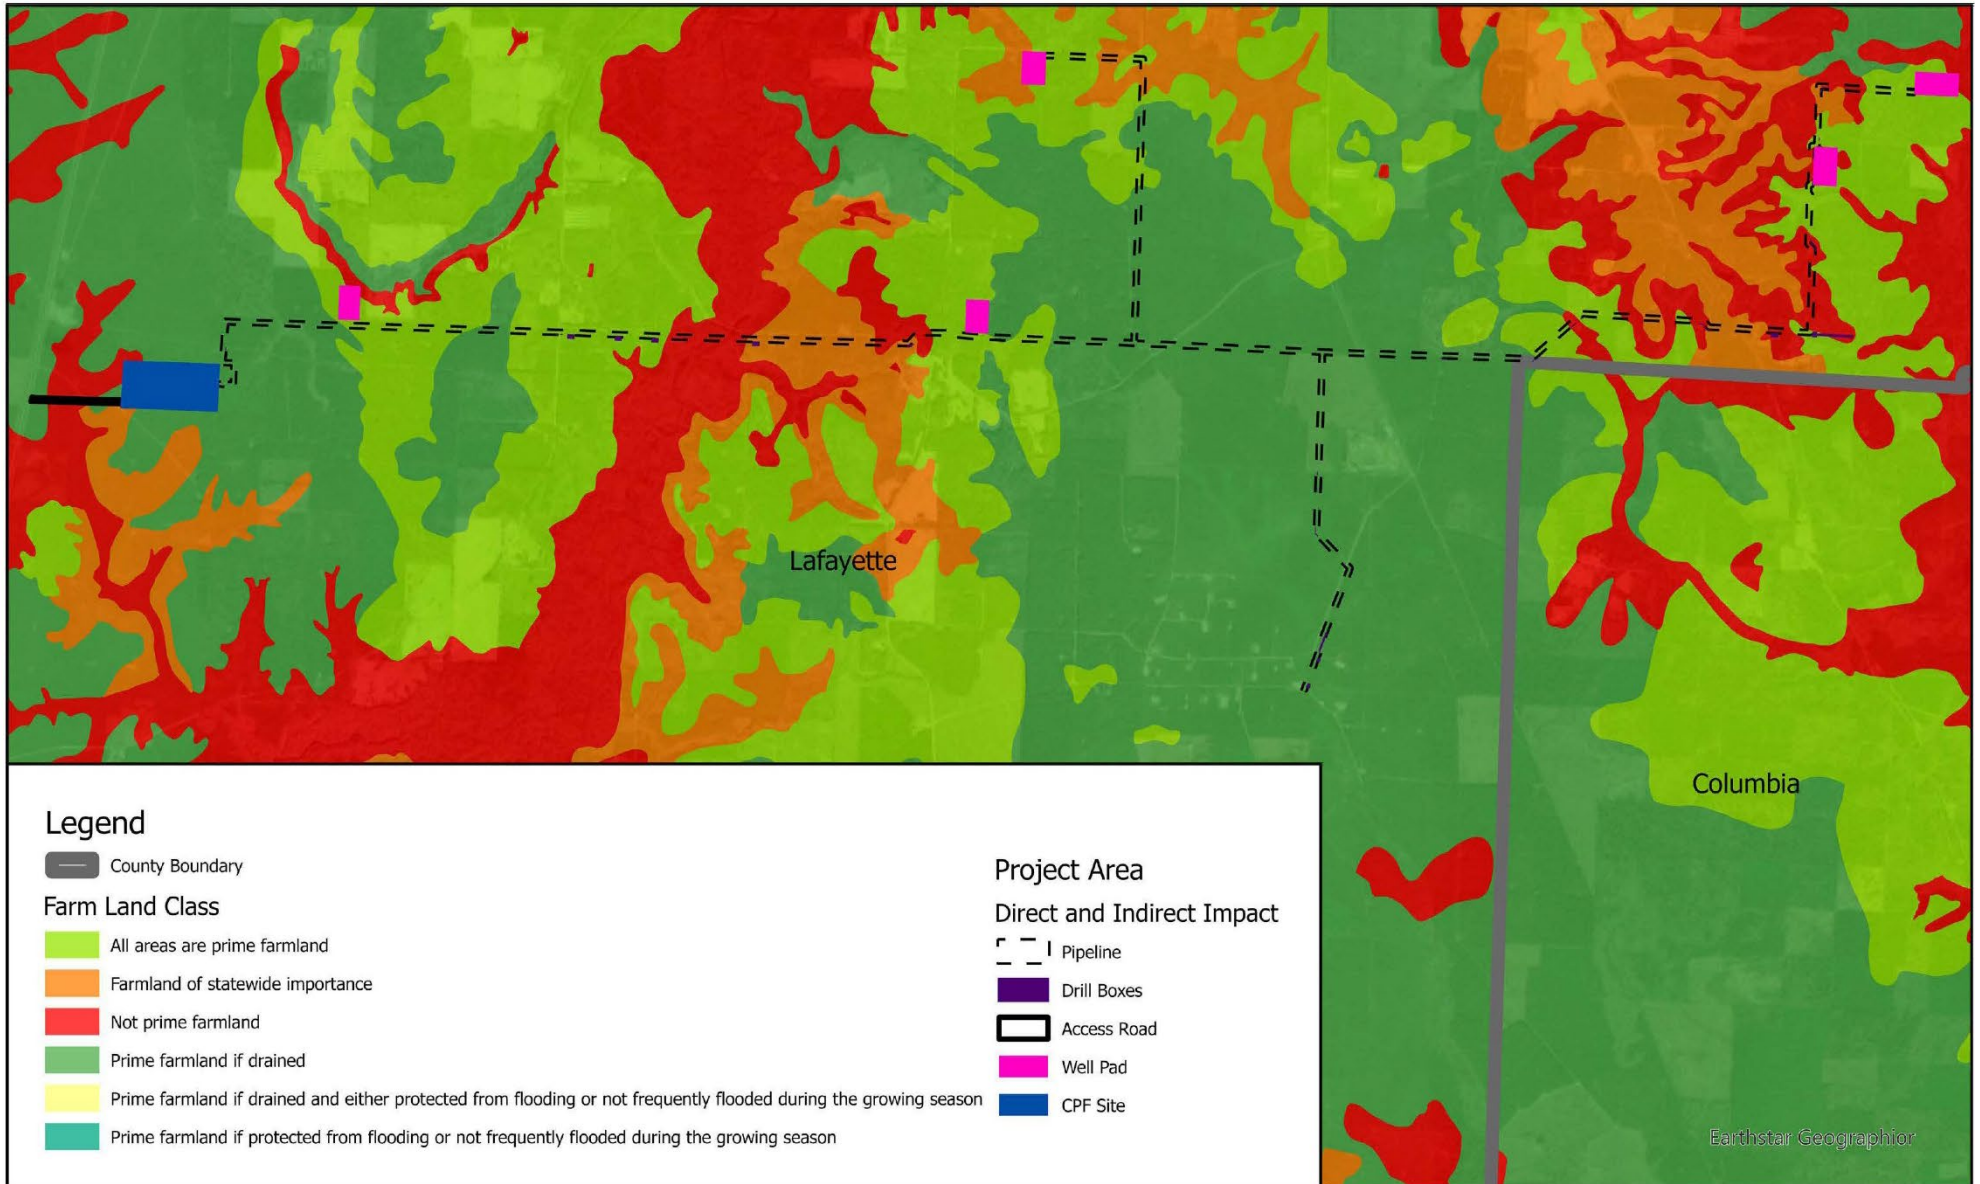 Lafayette
Columbia
Legend
County Boundary
Farm Land Class
All areas are prime farmland
Farmland of statewide importance
Not prime farmland
Prime farmland if drained
Prime farmland if drained and either protected from flooding or not frequently flooded during the growing season
Prime farmland if protected from flooding or not frequently flooded during the growing season
Project Area
Direct and Indirect Impact
Pipeline
Drill Boxes
Access Road
Well Pad
CPF Site
Earthstar Geographior